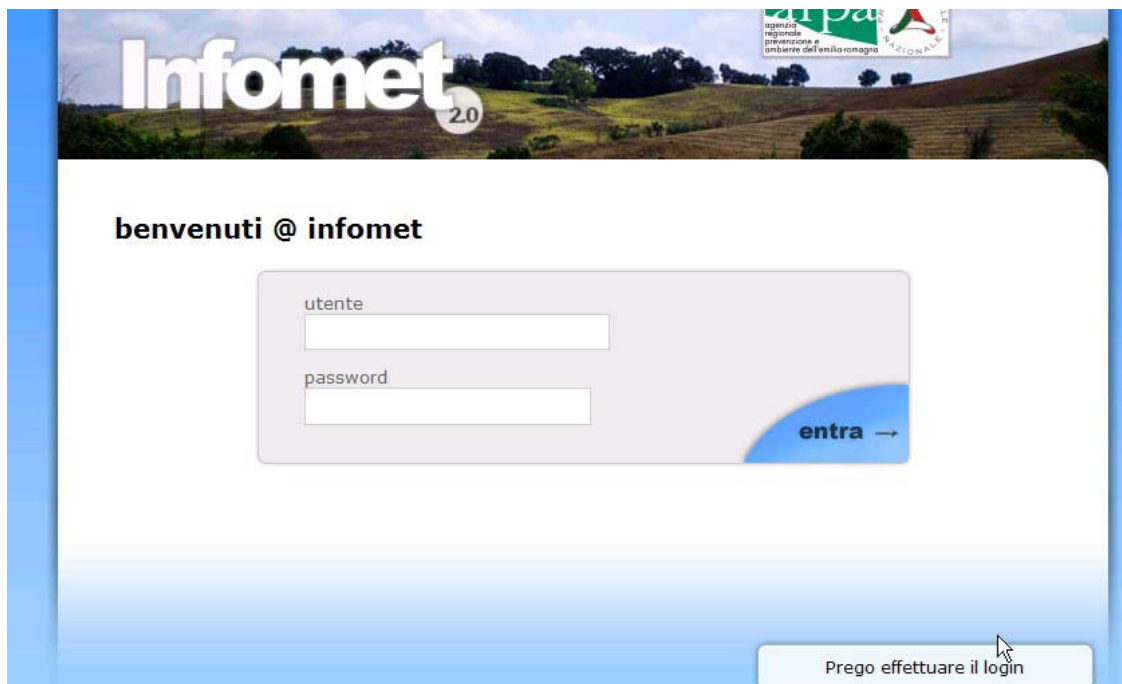 arpa
agenzia
regionale
prevenzione e
ambiente dell'emilia-romagna
NAZIONALE
Infomet
2.0
benvenuti @ infomet
utente
password
entra →
Prego effettuare il login